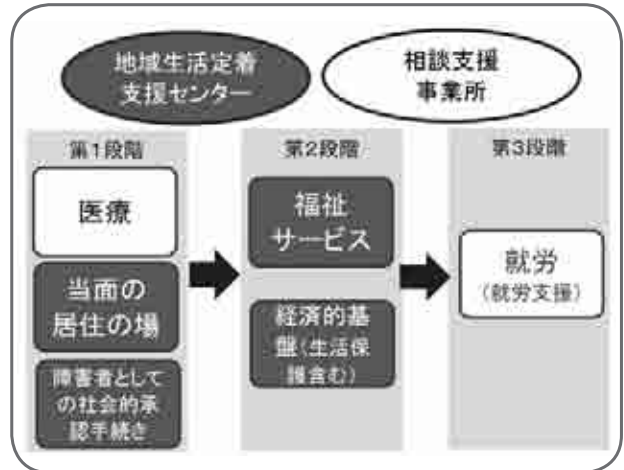 地域生活定着
支援センター
相談支援
事業所
第1段階
医療
当面の
居住の場
障害者として
の社会的承
認手続き
第2段階
福祉
サービス
経済的基
盤(生活保
護含む)
第3段階
就労
(就労支援)